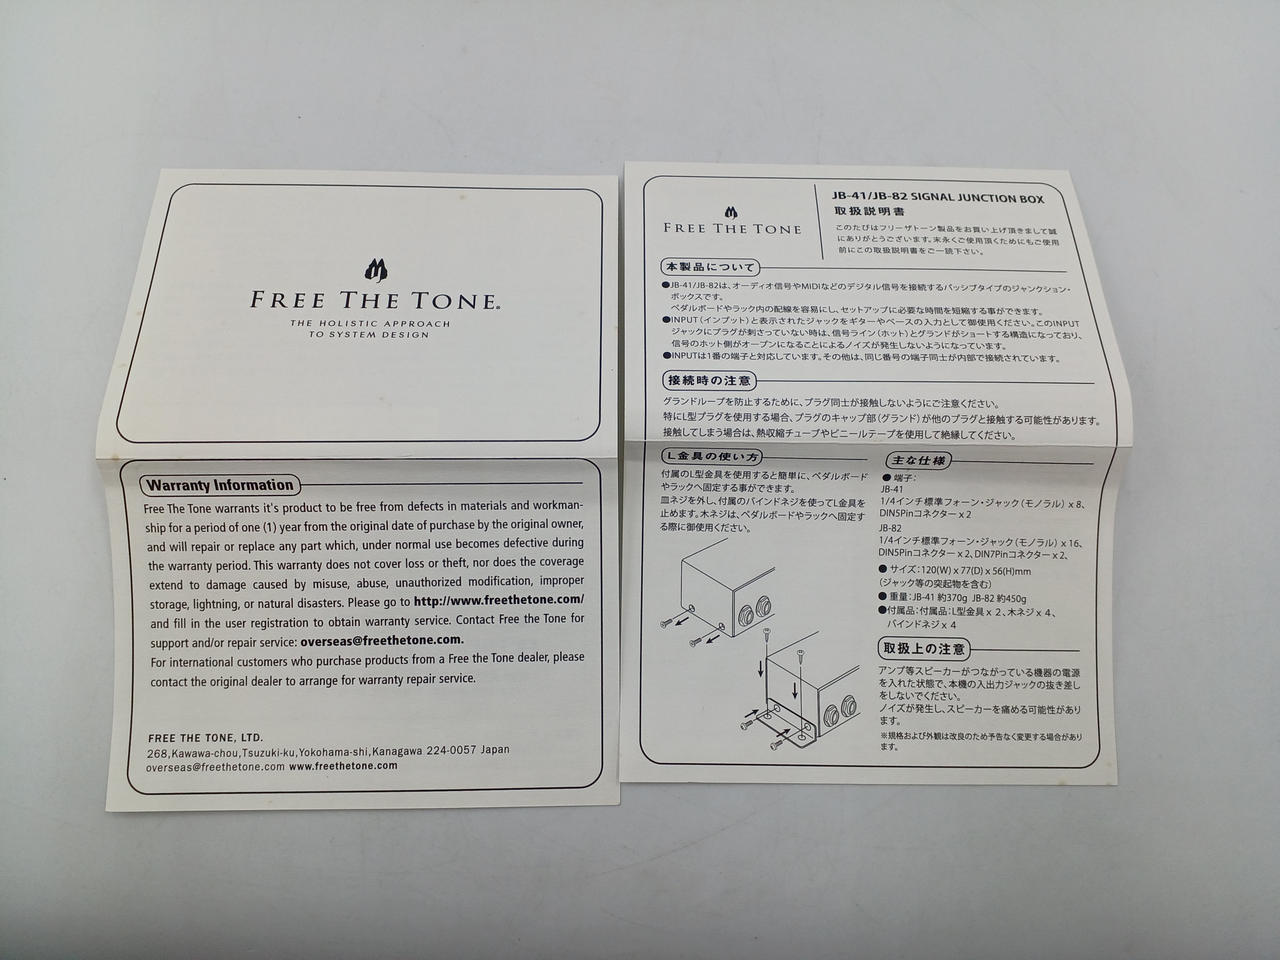 FREE THE TONE®
THE HOLISTIC APPROACH
TO SYSTEM DESIGN
Warranty Information
Free The Tone warrants it's product to be free from defects in materials and workman-
ship for a period of one (1) year from the original date of purchase by the original owner,
and will repair or replace any part which, under normal use becomes defective during
the warranty period. This warranty does not cover loss or theft, nor does the coverage
extend to damage caused by misuse, abuse, unauthorized modification, improper
storage, lightning, or natural disasters. Please go to http://www.freethetone.com/
and fill in the user registration to obtain warranty service. Contact Free the Tone for
support and/or repair service: overseas@freethetone.com.
For international customers who purchase products from a Free the Tone dealer, please
contact the original dealer to arrange for warranty repair service.
FREE THE TONE, LTD.
268,Kawawa-chou,Tsuzuki-ku,Yokohama-shi,Kanagawa 224-0057 Japan
overseas@freethetone.com www.freethetone.com
FREE THE TONE
JB-41/JB-82 SIGNAL JUNCTION BOX
取扱説明書
このたびはフリーザトーン製品をお買い上げ頂きまして誠
にありがとうございます。末永くご使用頂くためにもご使用
前にこの取扱説明書をご一読下さい。
本製品について
●JB-41/JB-82は、オーディオ信号やMIDIなどのデジタル信号を接続するパッシブタイプのジャンクション・
ボックスです。
ペダルボードやラック内の配線を容易にし、セットアップに必要な時間を短縮する事ができます。
●INPUT（インプット）と表示されたジャックをギターやベースの入力として御使用ください。このINPUT
ジャックにプラグが刺さっていない時は、信号ライン（ホット）とグランドがショートする構造になっており、
信号のホット側がオープンになることによるノイズが発生しないようになっています。
●INPUTは1番の端子と対応しています。その他は、同じ番号の端子同士が内部で接続されています。
接続時の注意
グランドループを防止するために、プラグ同士が接触しないようにご注意ください。
特にL型プラグを使用する場合、プラグのキャップ部（グランド）が他のプラグと接触する可能性があります。
接触してしまう場合は、熱収縮チューブやビニールテープを使用して絶縁してください。
L金具の使い方
付属のL型金具を使用すると簡単に、ペダルボード
やラックへ固定する事ができます。
皿ネジを外し、付属のバインドネジを使ってL金具を
止めます。木ネジは、ペダルボードやラックへ固定す
る際に御使用ください。
主な仕様
● 端子：
JB-41
1/4インチ標準フォーン・ジャック（モノラル）x 8、
DIN5Pinコネクター x 2
JB-82
1/4インチ標準フォーン・ジャック（モノラル）x 16、
DIN5Pinコネクター x 2、DIN7Pinコネクター x 2、
● サイズ：120(W) x 77(D) x 56(H)mm
（ジャック等の突起物を含む）
● 重量：JB-41 約370g JB-82 約450g
●付属品：付属品：L型金具 x 2、木ネジ x 4、
バインドネジ x 4
取扱上の注意
アンプ等スピーカーがつながっている機器の電源
を入れた状態で、本機の入出力ジャックの抜き差し
をしないでください。
ノイズが発生し、スピーカーを痛める可能性があり
ます。
※規格および外観は改良のため予告なく変更する場合があり
ます。